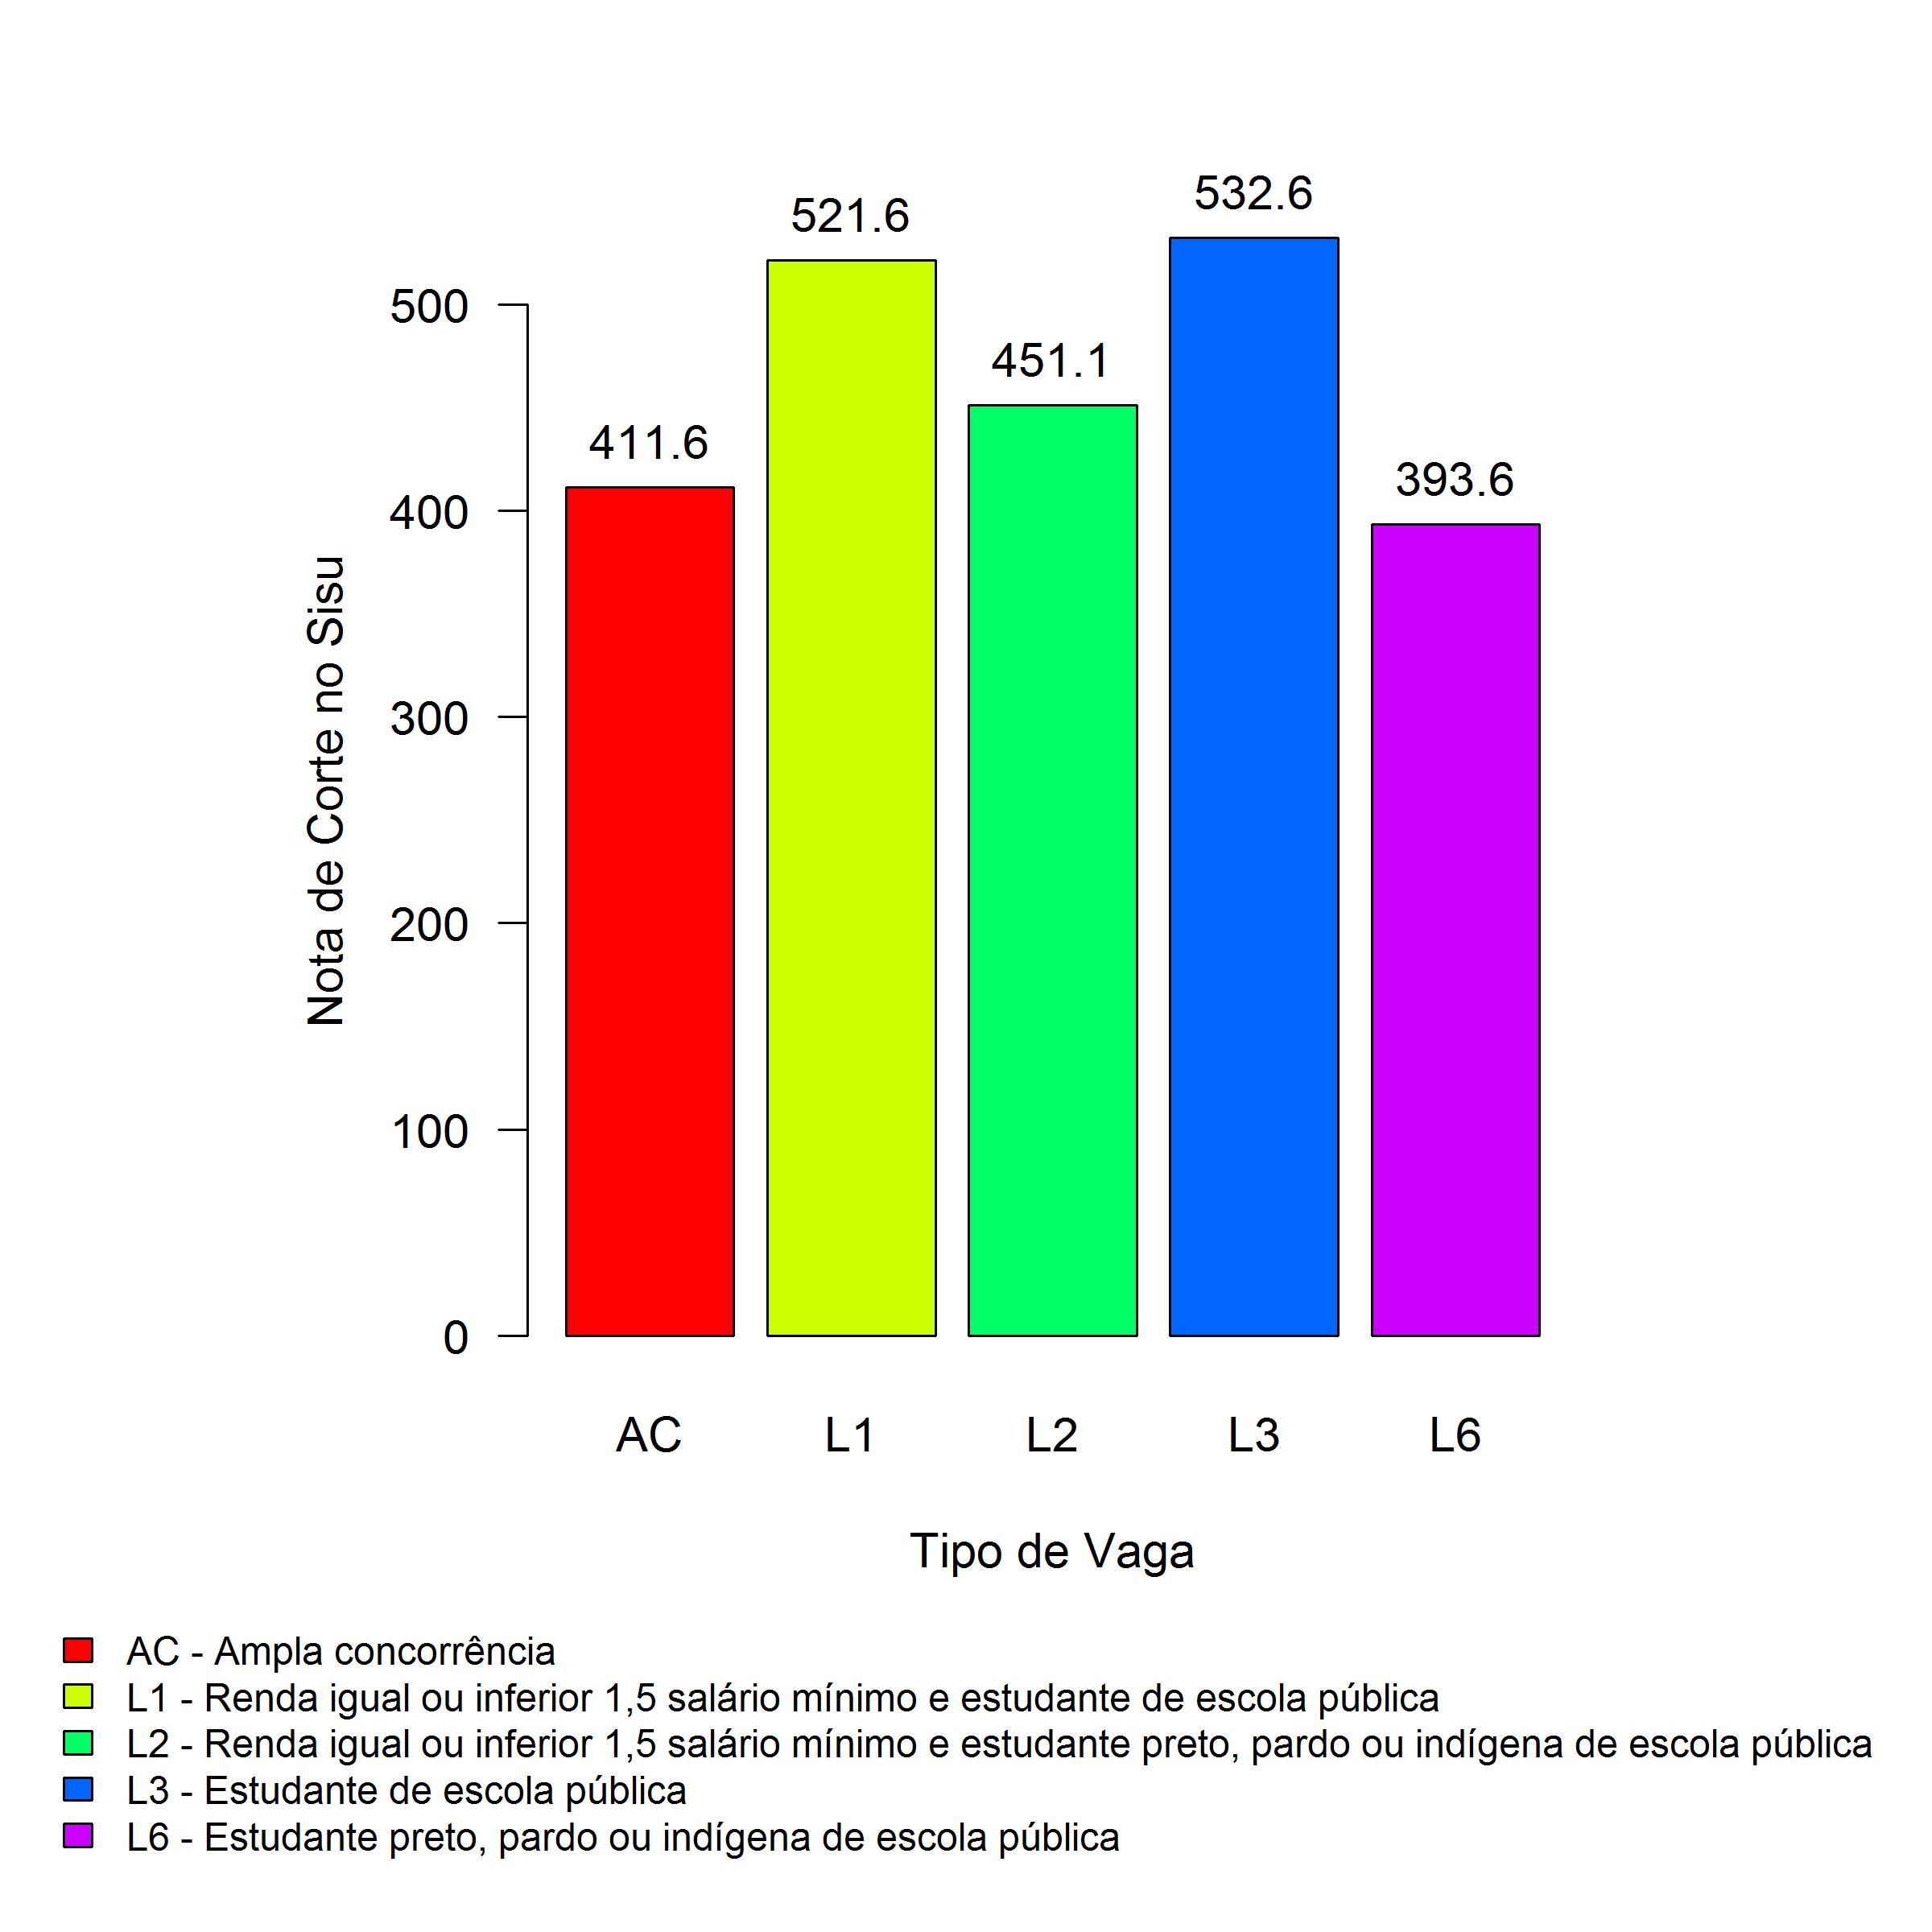 532.6
521.6
500
451.1
411.6
393.6
400
300
200
100
0
Nota de Corte no Sisu
AC L1 L2 L3 L6
Tipo de Vaga
AC - Ampla concorrência
L1 - Renda igual ou inferior 1,5 salário mínimo e estudante de escola pública
L2 - Renda igual ou inferior 1,5 salário mínimo e estudante preto, pardo ou indígena de escola pública
L3 - Estudante de escola pública
L6 - Estudante preto, pardo ou indígena de escola pública